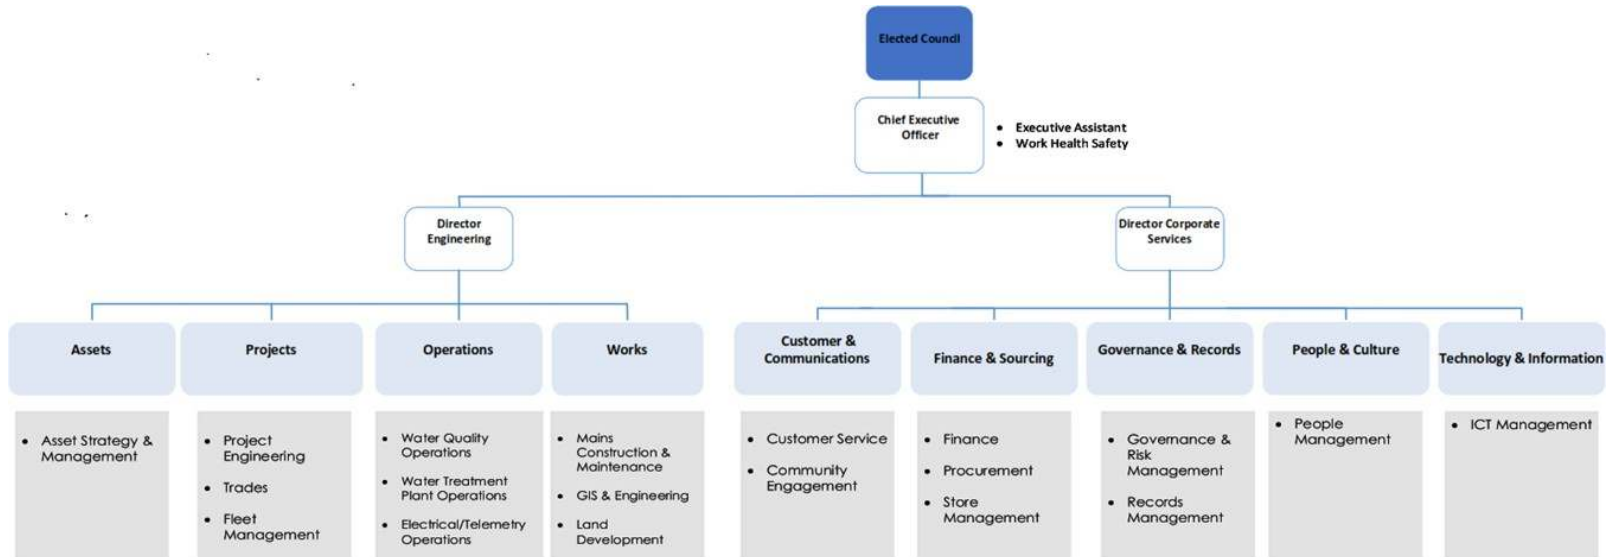 Elected Council
Chief Executive
Officer
• Executive Assistant
• Work Health Safety
Director
Engineering
Director Corporate
Services
Assets
Projects
Operations
Works
Customer &
Communications
Finance & Sourcing
Governance & Records
People & Culture
Technology & Information
• Asset Strategy &
Management
• Project
Engineering
• Trades
• Fleet
Management
• Water Quality
Operations
• Water Treatment
Plant Operations
• Electrical/Telemetry
Operations
• Mains
Construction &
Maintenance
• GIS & Engineering
• Land
Development
• Customer Service
• Community
Engagement
• Finance
• Procurement
• Store
Management
• Governance &
Risk
Management
• Records
Management
• People
Management
• ICT Management